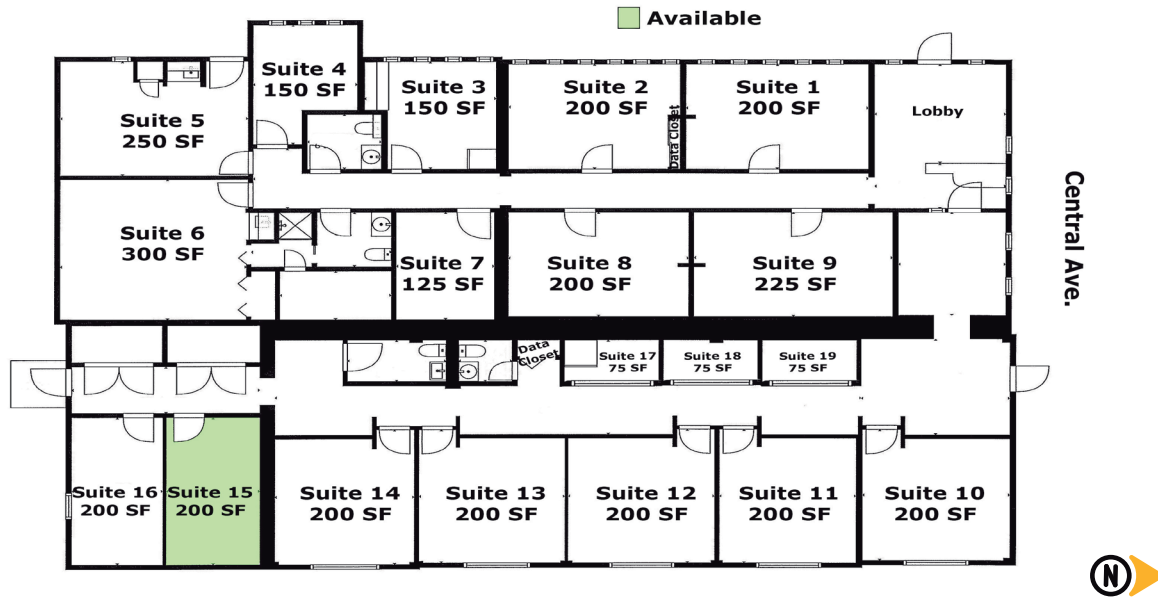 Available
Suite 4
150 SF
Suite 3
150 SF
Suite 2
200 SF
Data Closet
Suite 1
200 SF
Lobby
Suite 5
250 SF
Central Ave.
Suite 6
300 SF
Suite 7
125 SF
Suite 8
200 SF
Suite 9
225 SF
Data
Closet
Suite 17
75 SF
Suite 18
75 SF
Suite 19
75 SF
Suite 16
200 SF
Suite 15
200 SF
Suite 14
200 SF
Suite 13
200 SF
Suite 12
200 SF
Suite 11
200 SF
Suite 10
200 SF
N